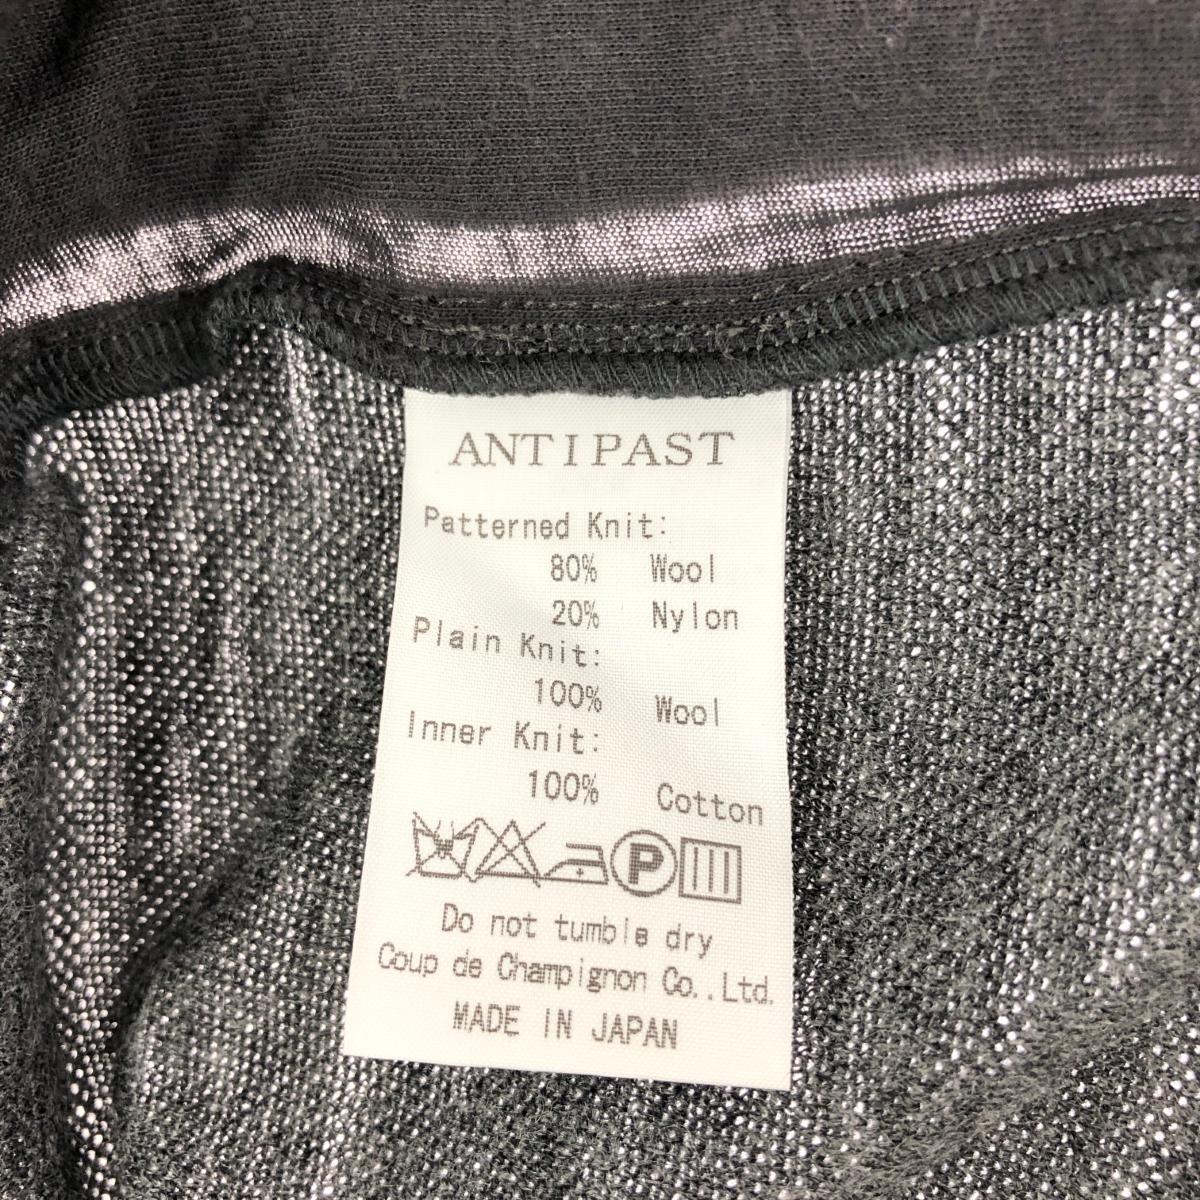 ANTIPAST
Patterned Knit:
80% Wool
20% Nylon
Plain Knit:
100% Wool
Inner Knit:
100% Cotton
P
Do not tumble dry
Coup de Champignon Co.,Ltd.
MADE IN JAPAN